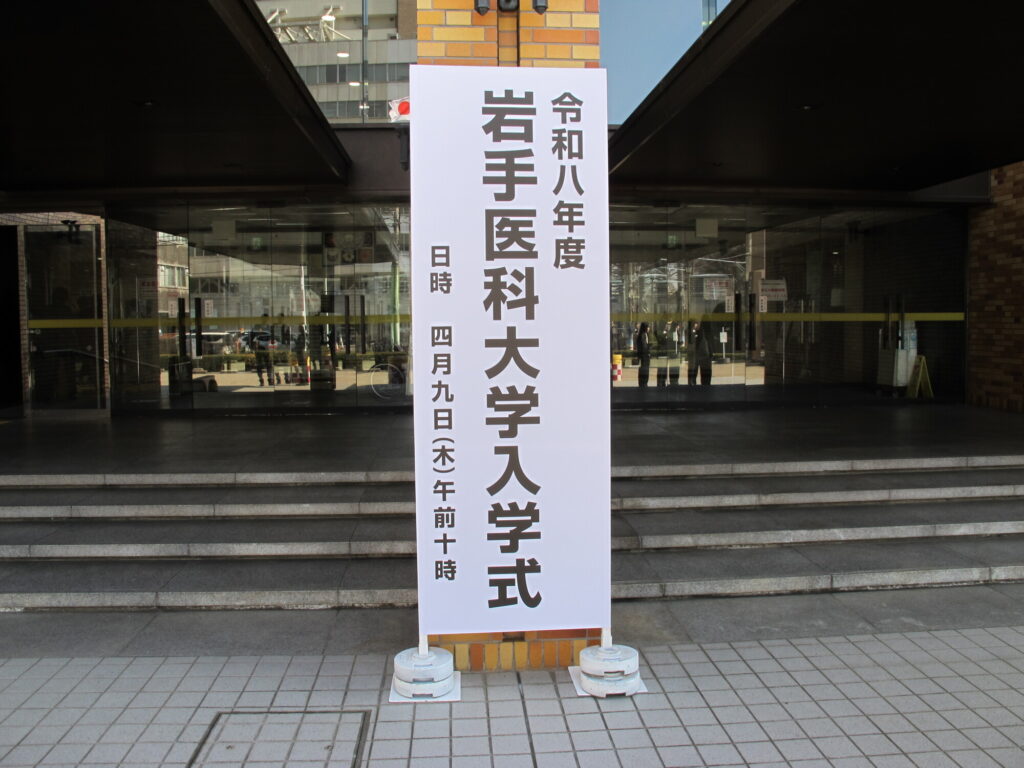 令和八年度
岩手医科大学入学式
日時　四月九日(木)午前十時